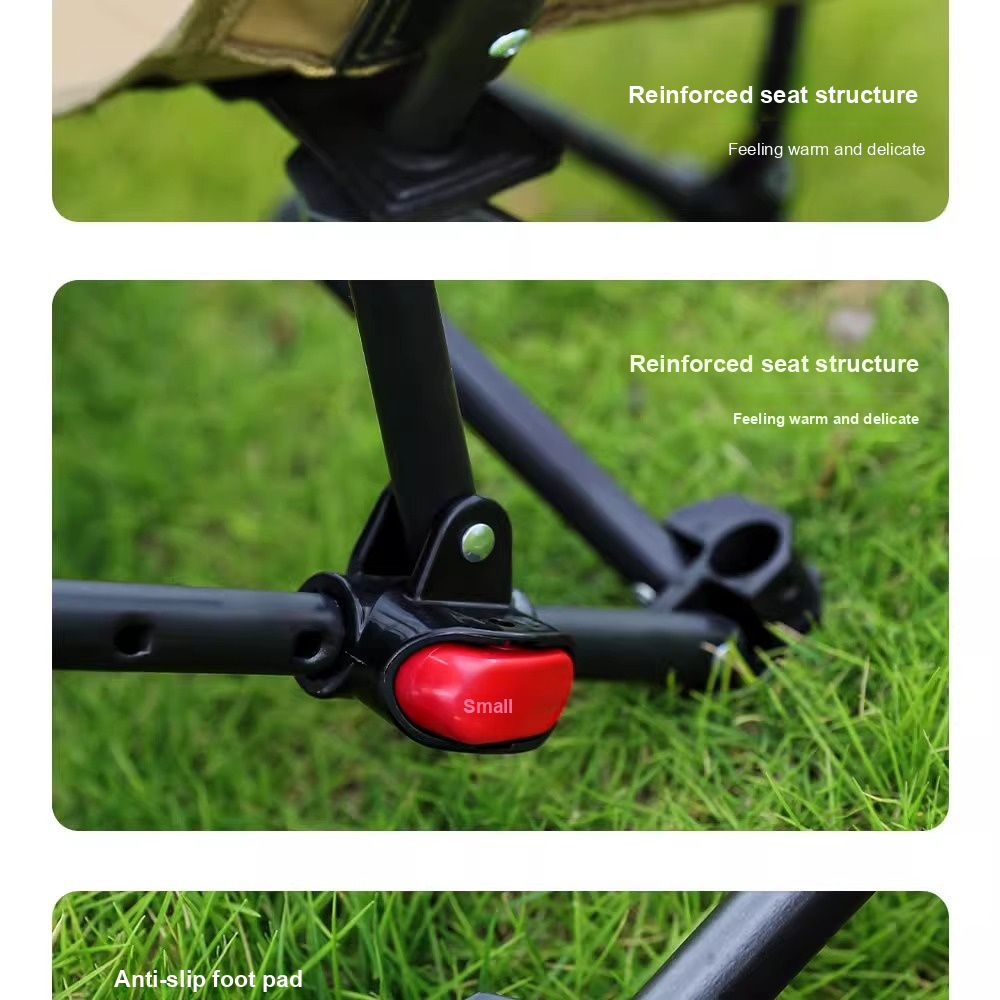 Reinforced seat structure
Feeling warm and delicate
Reinforced seat structure
Feeling warm and delicate
Small
Anti-slip foot pad